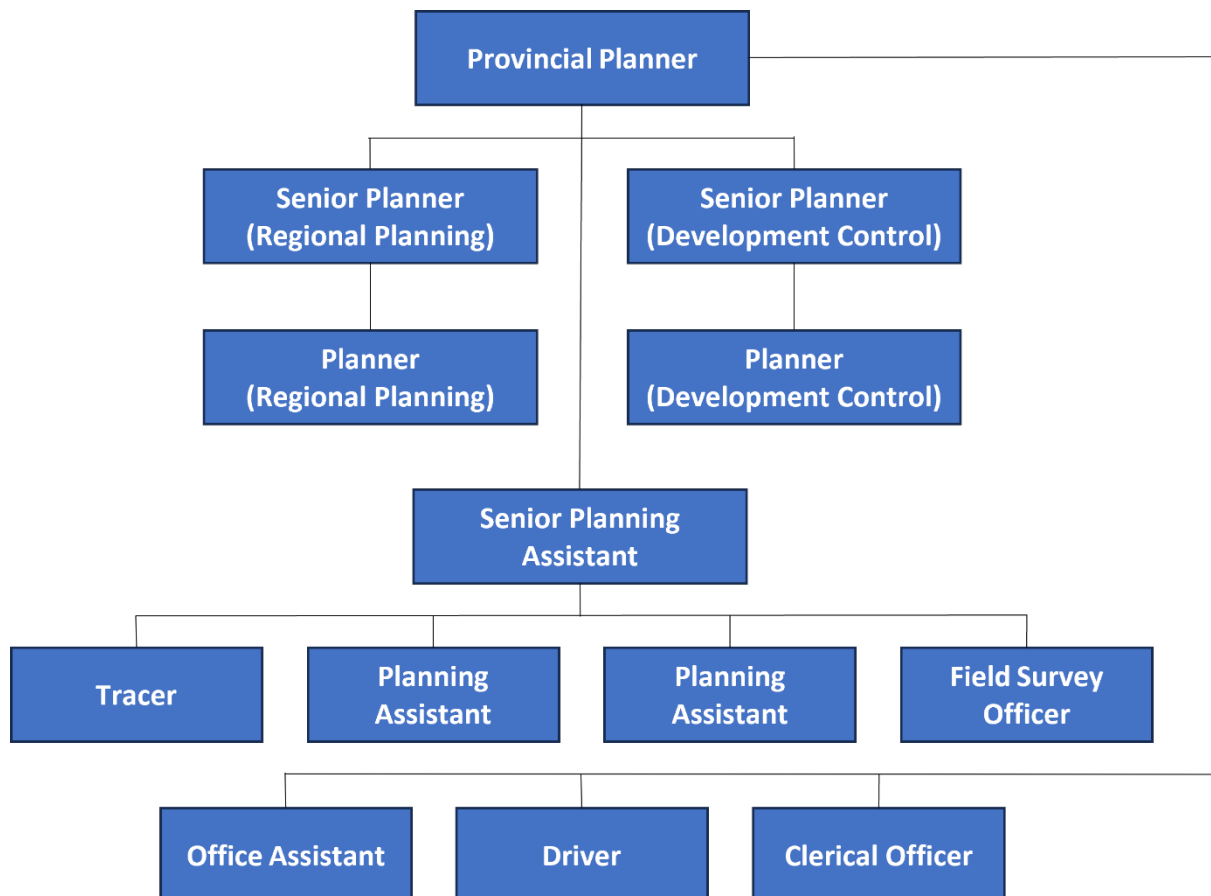 Provincial Planner
Senior Planner
(Regional Planning)
Senior Planner
(Development Control)
Planner
(Regional Planning)
Planner
(Development Control)
Senior Planning
Assistant
Tracer
Planning
Assistant
Planning
Assistant
Field Survey
Officer
Office Assistant
Driver
Clerical Officer